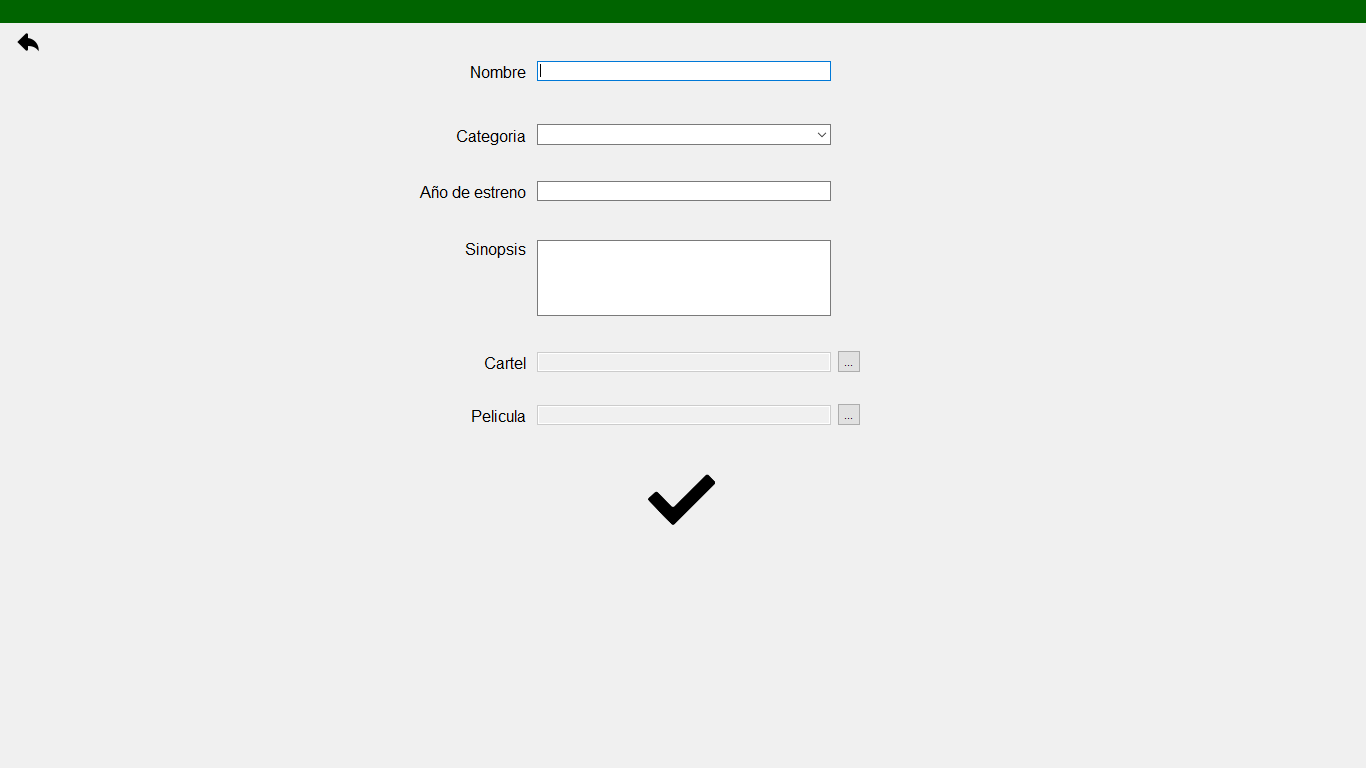 Nombre
Categoria
Año de estreno
Sinopsis
Cartel
...
Pelicula
...